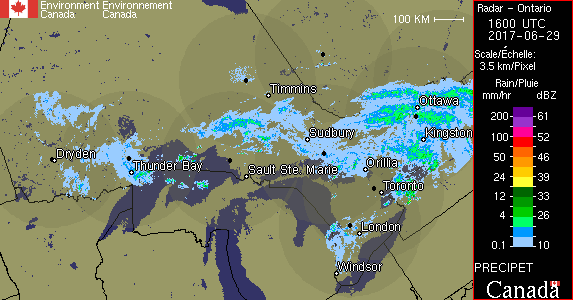 Environment Environnement
Canada Canada
100 KM
Timmins
Ottawa
Sudbury
Kingston
Dryden
Thunder Bay
Sault Ste. Marie
Orillia
Toronto
London
Windsor
Radar - Ontario
1600 UTC
2017-06-29
Scale/Échelle:
3.5 km/Pixel
Rain/Pluie
mm/hr dBZ
200 61
100 52
50 46
24 39
12 33
4 26
0.1 10
PRECIPET
Canada